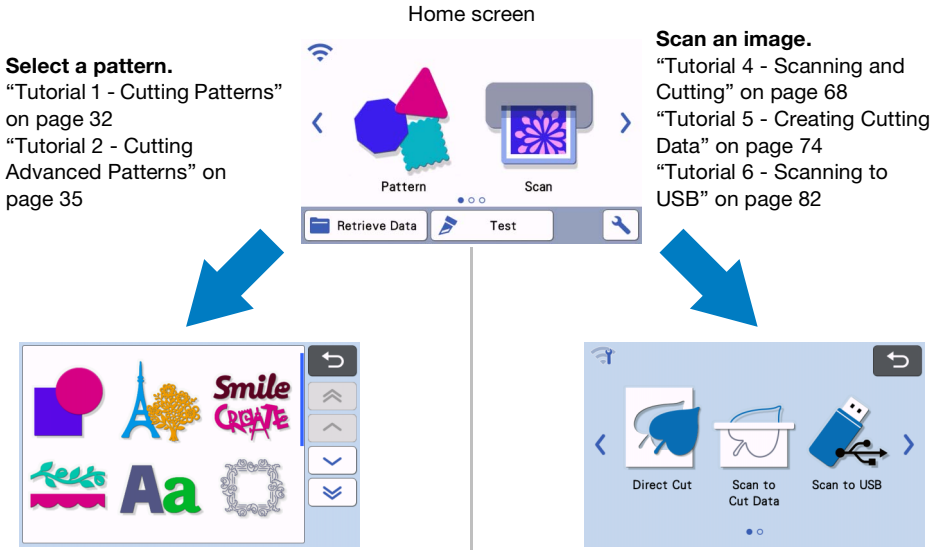 Home screen
Select a pattern.
“Tutorial 1 - Cutting Patterns”
on page 32
“Tutorial 2 - Cutting
Advanced Patterns” on
page 35
Pattern
Scan
Retrieve Data
Test
Scan an image.
“Tutorial 4 - Scanning and
Cutting” on page 68
“Tutorial 5 - Creating Cutting
Data” on page 74
“Tutorial 6 - Scanning to
USB” on page 82
Smile
CREATE
Aa
Direct Cut
Scan to
Cut Data
Scan to USB